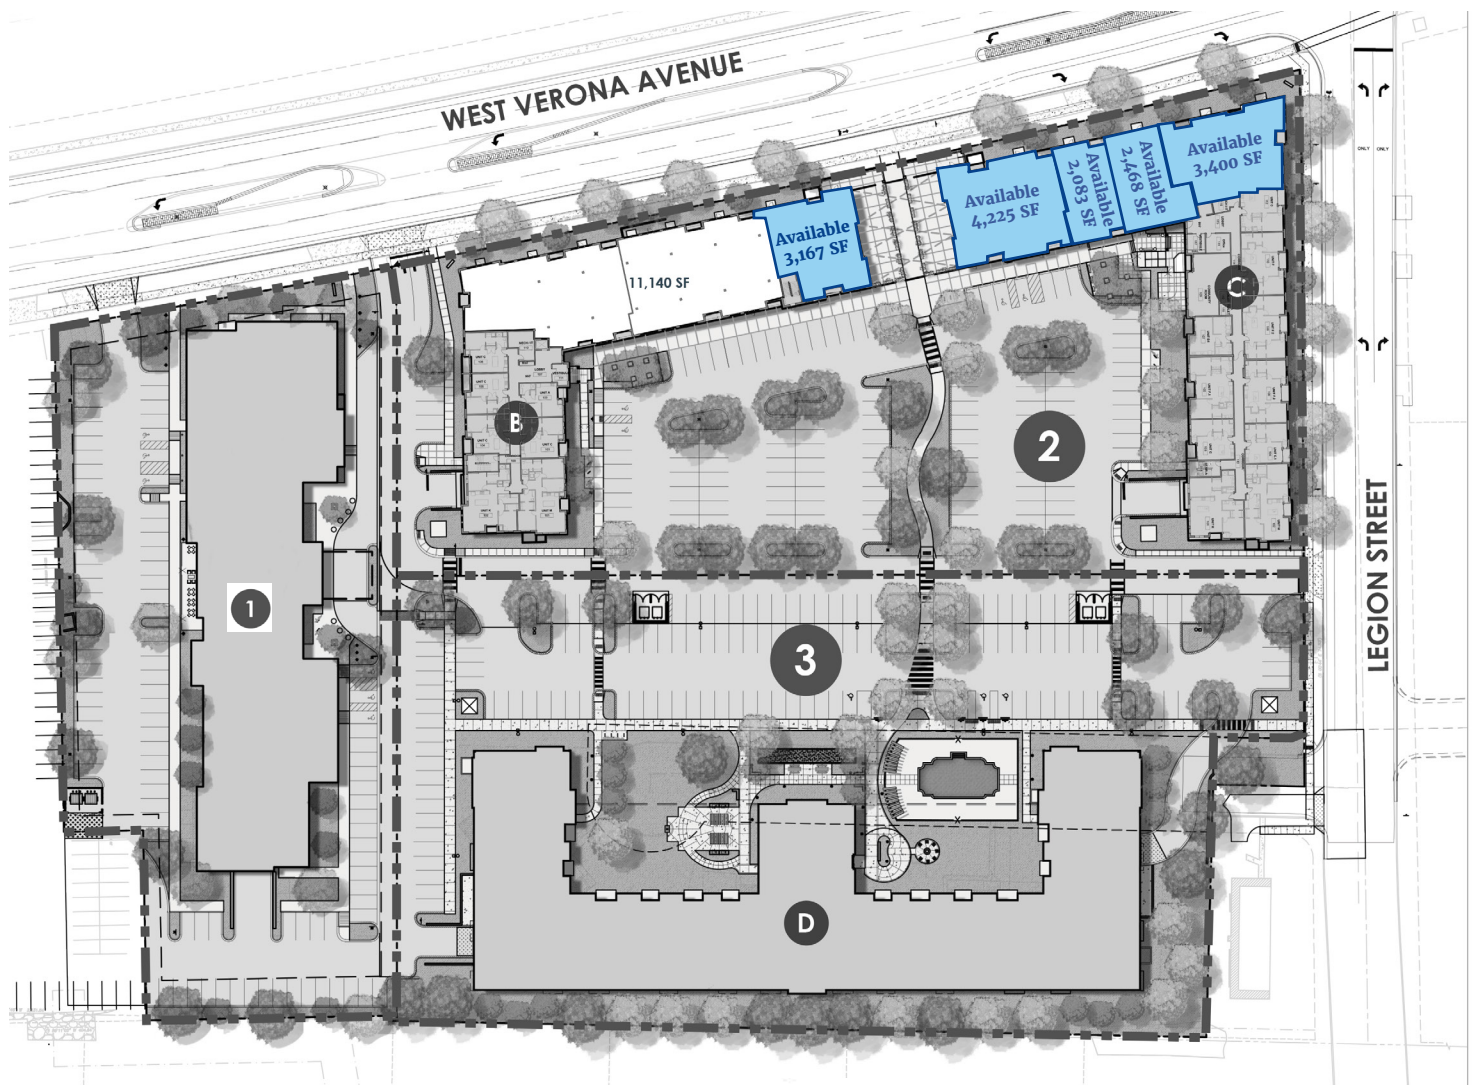 WEST VERONA AVENUE
Available
3,400 SF
Available
2,468 SF
Available
2,083 SF
Available
4,225 SF
Available
3,167 SF
11,140 SF
ONLY
ONLY
C
B
2
1
3
D
LEGION STREET
LOBBY